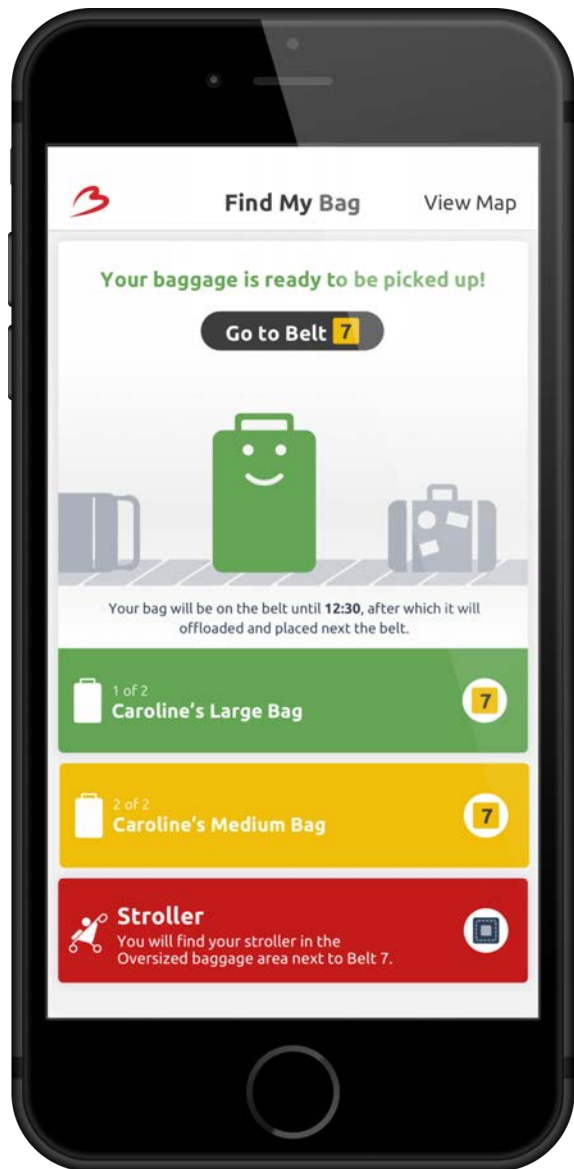 Find My Bag
View Map
Your baggage is ready to be picked up!
Go to Belt 7
Your bag will be on the belt until 12:30, after which it will
offloaded and placed next the belt.
1 of 2
Caroline's Large Bag
7
2 of 2
Caroline's Medium Bag
7
Stroller
You will find your stroller in the
Oversized baggage area next to Belt 7.